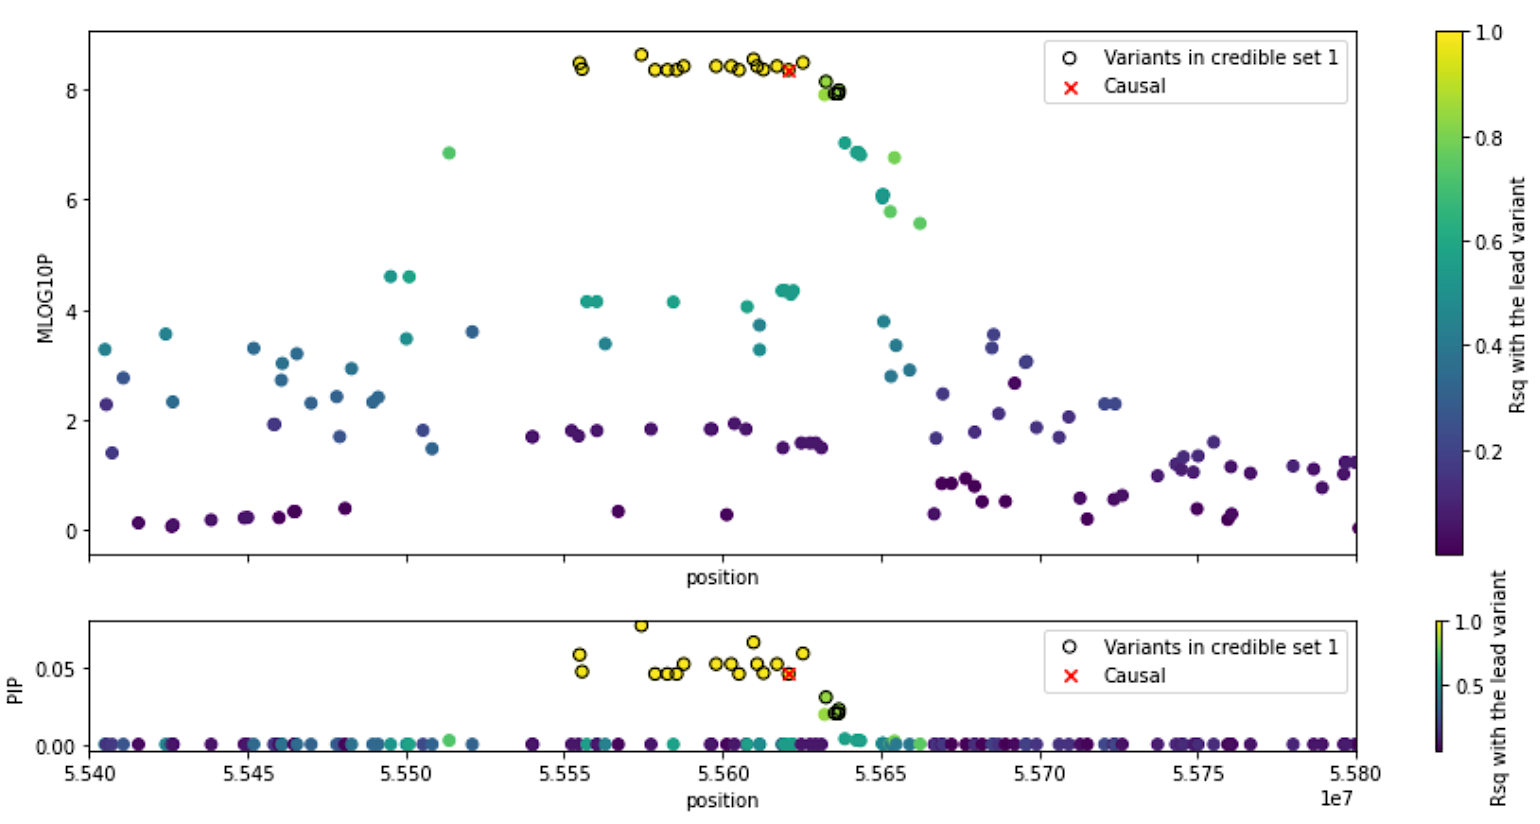 Variants in credible set 1
Causal
MLOG10P
8
6
4
2
0
position
1.0
0.8
0.6
0.4
0.2
Rsq with the lead variant
Variants in credible set 1
Causal
PIP
0.05
0.00
5.540
5.545
5.550
5.555
5.560
5.565
5.570
5.575
5.580
1e7
position
1.0
0.5
Rsq with the lead variant